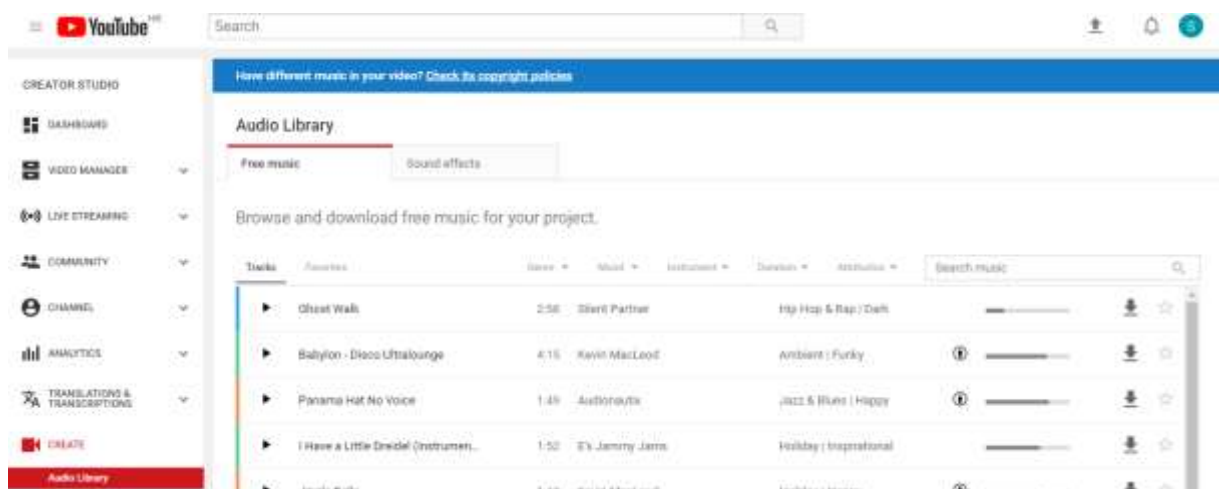 YouTube
Search
S
Have different music in your video? Check its copyright policies
CREATOR STUDIO
Audio Library
DASHBOARD
Free music Sound effects
VIDEO MANAGER
LIVE STREAMING
Browse and download free music for your project.
COMMUNITY
Tracks Favorites Genre Mood Instrument Duration Attribution Search music
CHANNEL
Ghost Walk 2:58 Silent Partner Hip Hop & Rap | Dark
ANALYTICS
Babylon - Disco Ultralounge 4:15 Kevin MacLeod Ambient | Funky
TRANSLATIONS &
TRANSCRIPTIONS
Panama Hat No Voice 1:49 Audionautix Jazz & Blues | Happy
CREATE
I Have a Little Dreidel (Instrumen... 1:52 E's Jammy Jams Holiday | Inspirational
Audio Library